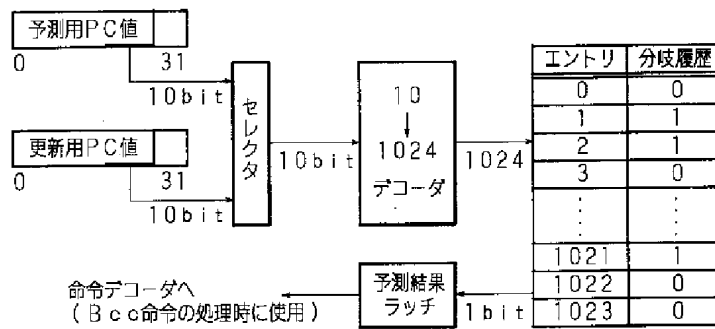 予測用PC値
0 31
10bit
更新用PC値
0 31
10bit
セレクタ
10bit
10
1024
デコーダ
1024
エントリ 分岐履歴
0 0
1 1
2 1
3 0
⋮ ⋮
1021 1
1022 0
1023 0
1bit
予測結果
ラッチ
命令デコーダへ
(Bcc命令の処理時に使用)